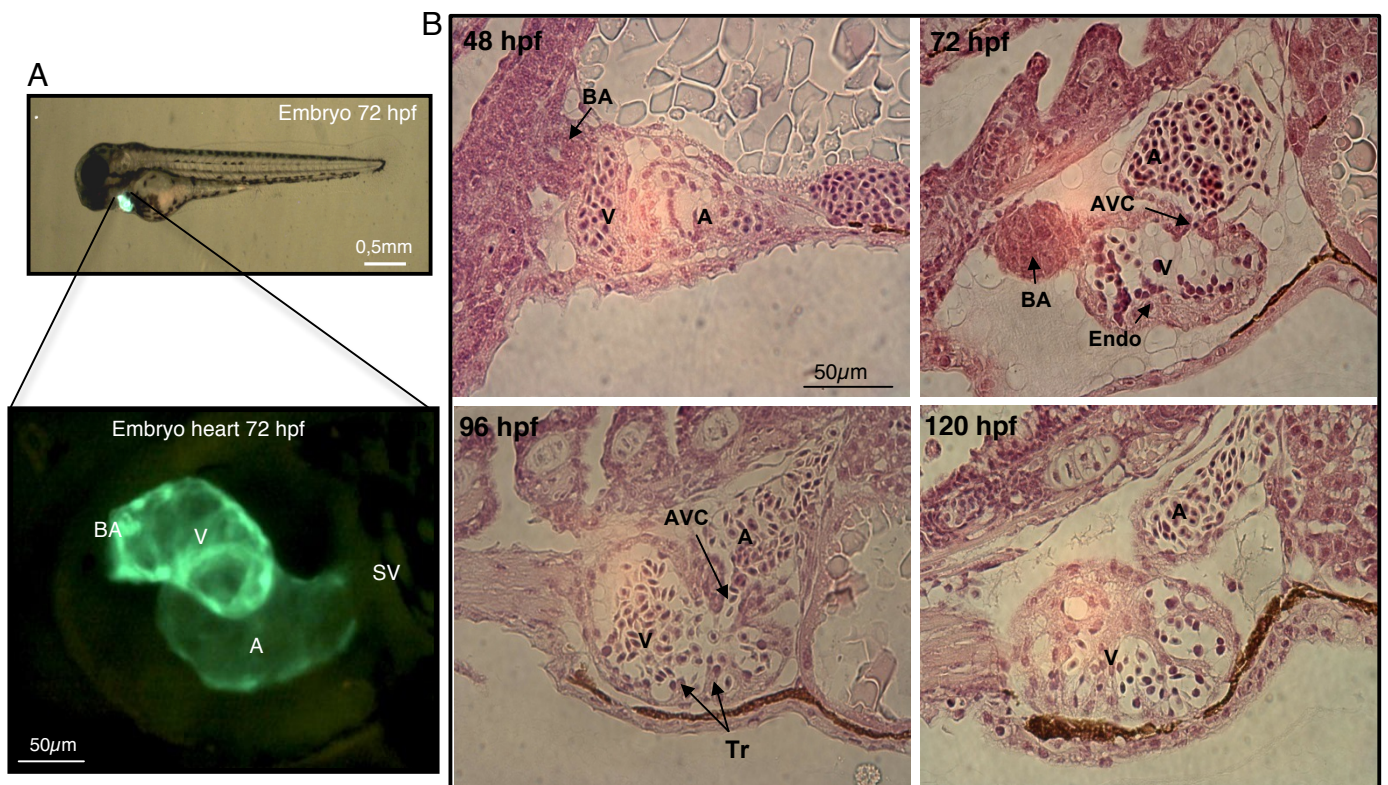 A
Embryo 72 hpf
0,5mm
Embryo heart 72 hpf
BA
V
SV
A
50µm
B
48 hpf
BA
V
A
50µm
72 hpf
A
AVC
V
BA
Endo
96 hpf
AVC
A
V
Tr
120 hpf
A
V